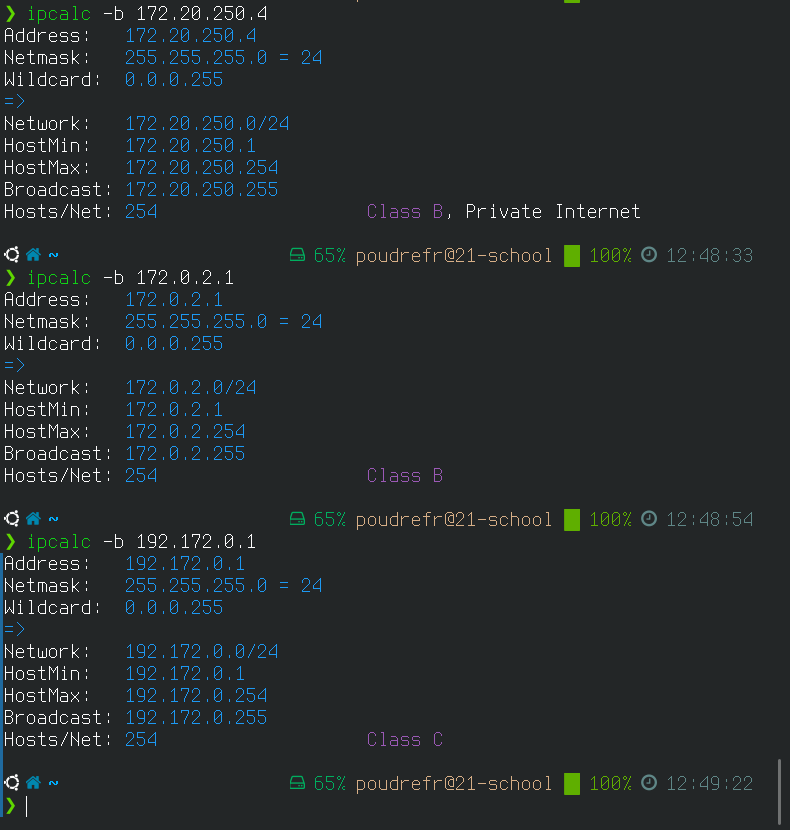 ❯ ipcalc -b 172.20.250.4
Address:   172.20.250.4
Netmask:   255.255.255.0 = 24
Wildcard:  0.0.0.255
=>
Network:   172.20.250.0/24
HostMin:   172.20.250.1
HostMax:   172.20.250.254
Broadcast: 172.20.250.255
Hosts/Net: 254                   Class B, Private Internet
~ 65% poudrefr@21-school 100% 12:48:33
❯ ipcalc -b 172.0.2.1
Address:   172.0.2.1
Netmask:   255.255.255.0 = 24
Wildcard:  0.0.0.255
=>
Network:   172.0.2.0/24
HostMin:   172.0.2.1
HostMax:   172.0.2.254
Broadcast: 172.0.2.255
Hosts/Net: 254                   Class B
~ 65% poudrefr@21-school 100% 12:48:54
❯ ipcalc -b 192.172.0.1
Address:   192.172.0.1
Netmask:   255.255.255.0 = 24
Wildcard:  0.0.0.255
=>
Network:   192.172.0.0/24
HostMin:   192.172.0.1
HostMax:   192.172.0.254
Broadcast: 192.172.0.255
Hosts/Net: 254                   Class C
~ 65% poudrefr@21-school 100% 12:49:22
❯